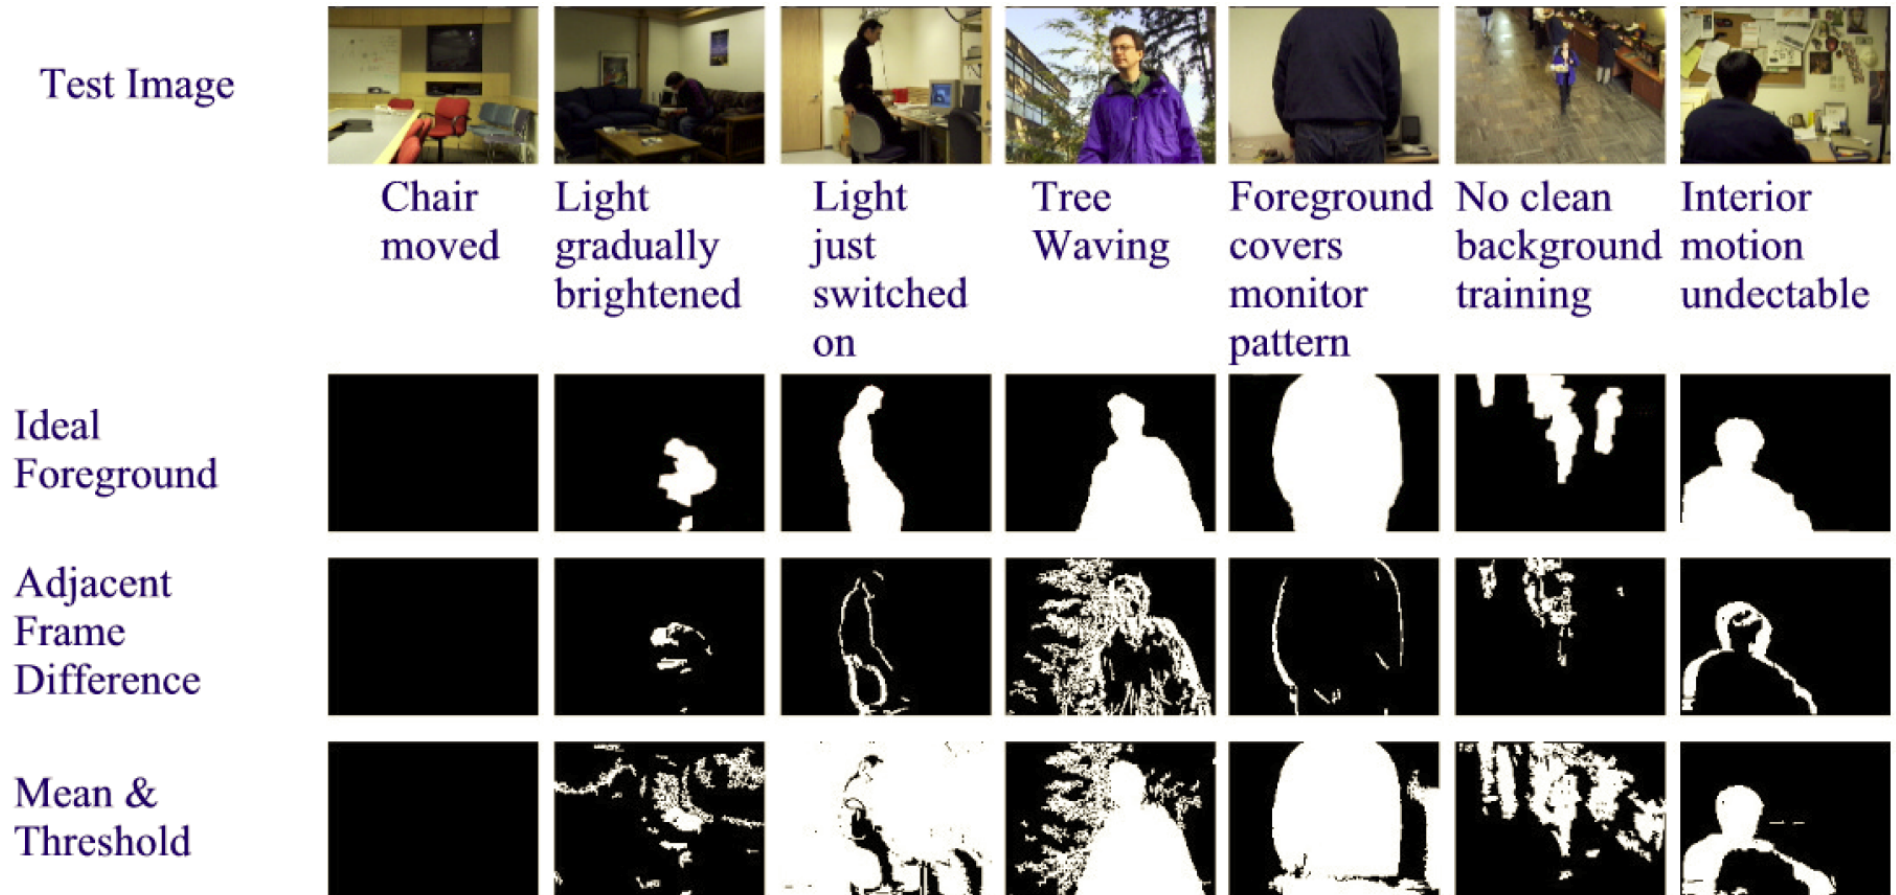 Test Image
Chair
moved
Light
gradually
brightened
Light
just
switched
on
Tree
Waving
Foreground
covers
monitor
pattern
No clean
background
training
Interior
motion
undectable
Ideal
Foreground
Adjacent
Frame
Difference
Mean &
Threshold